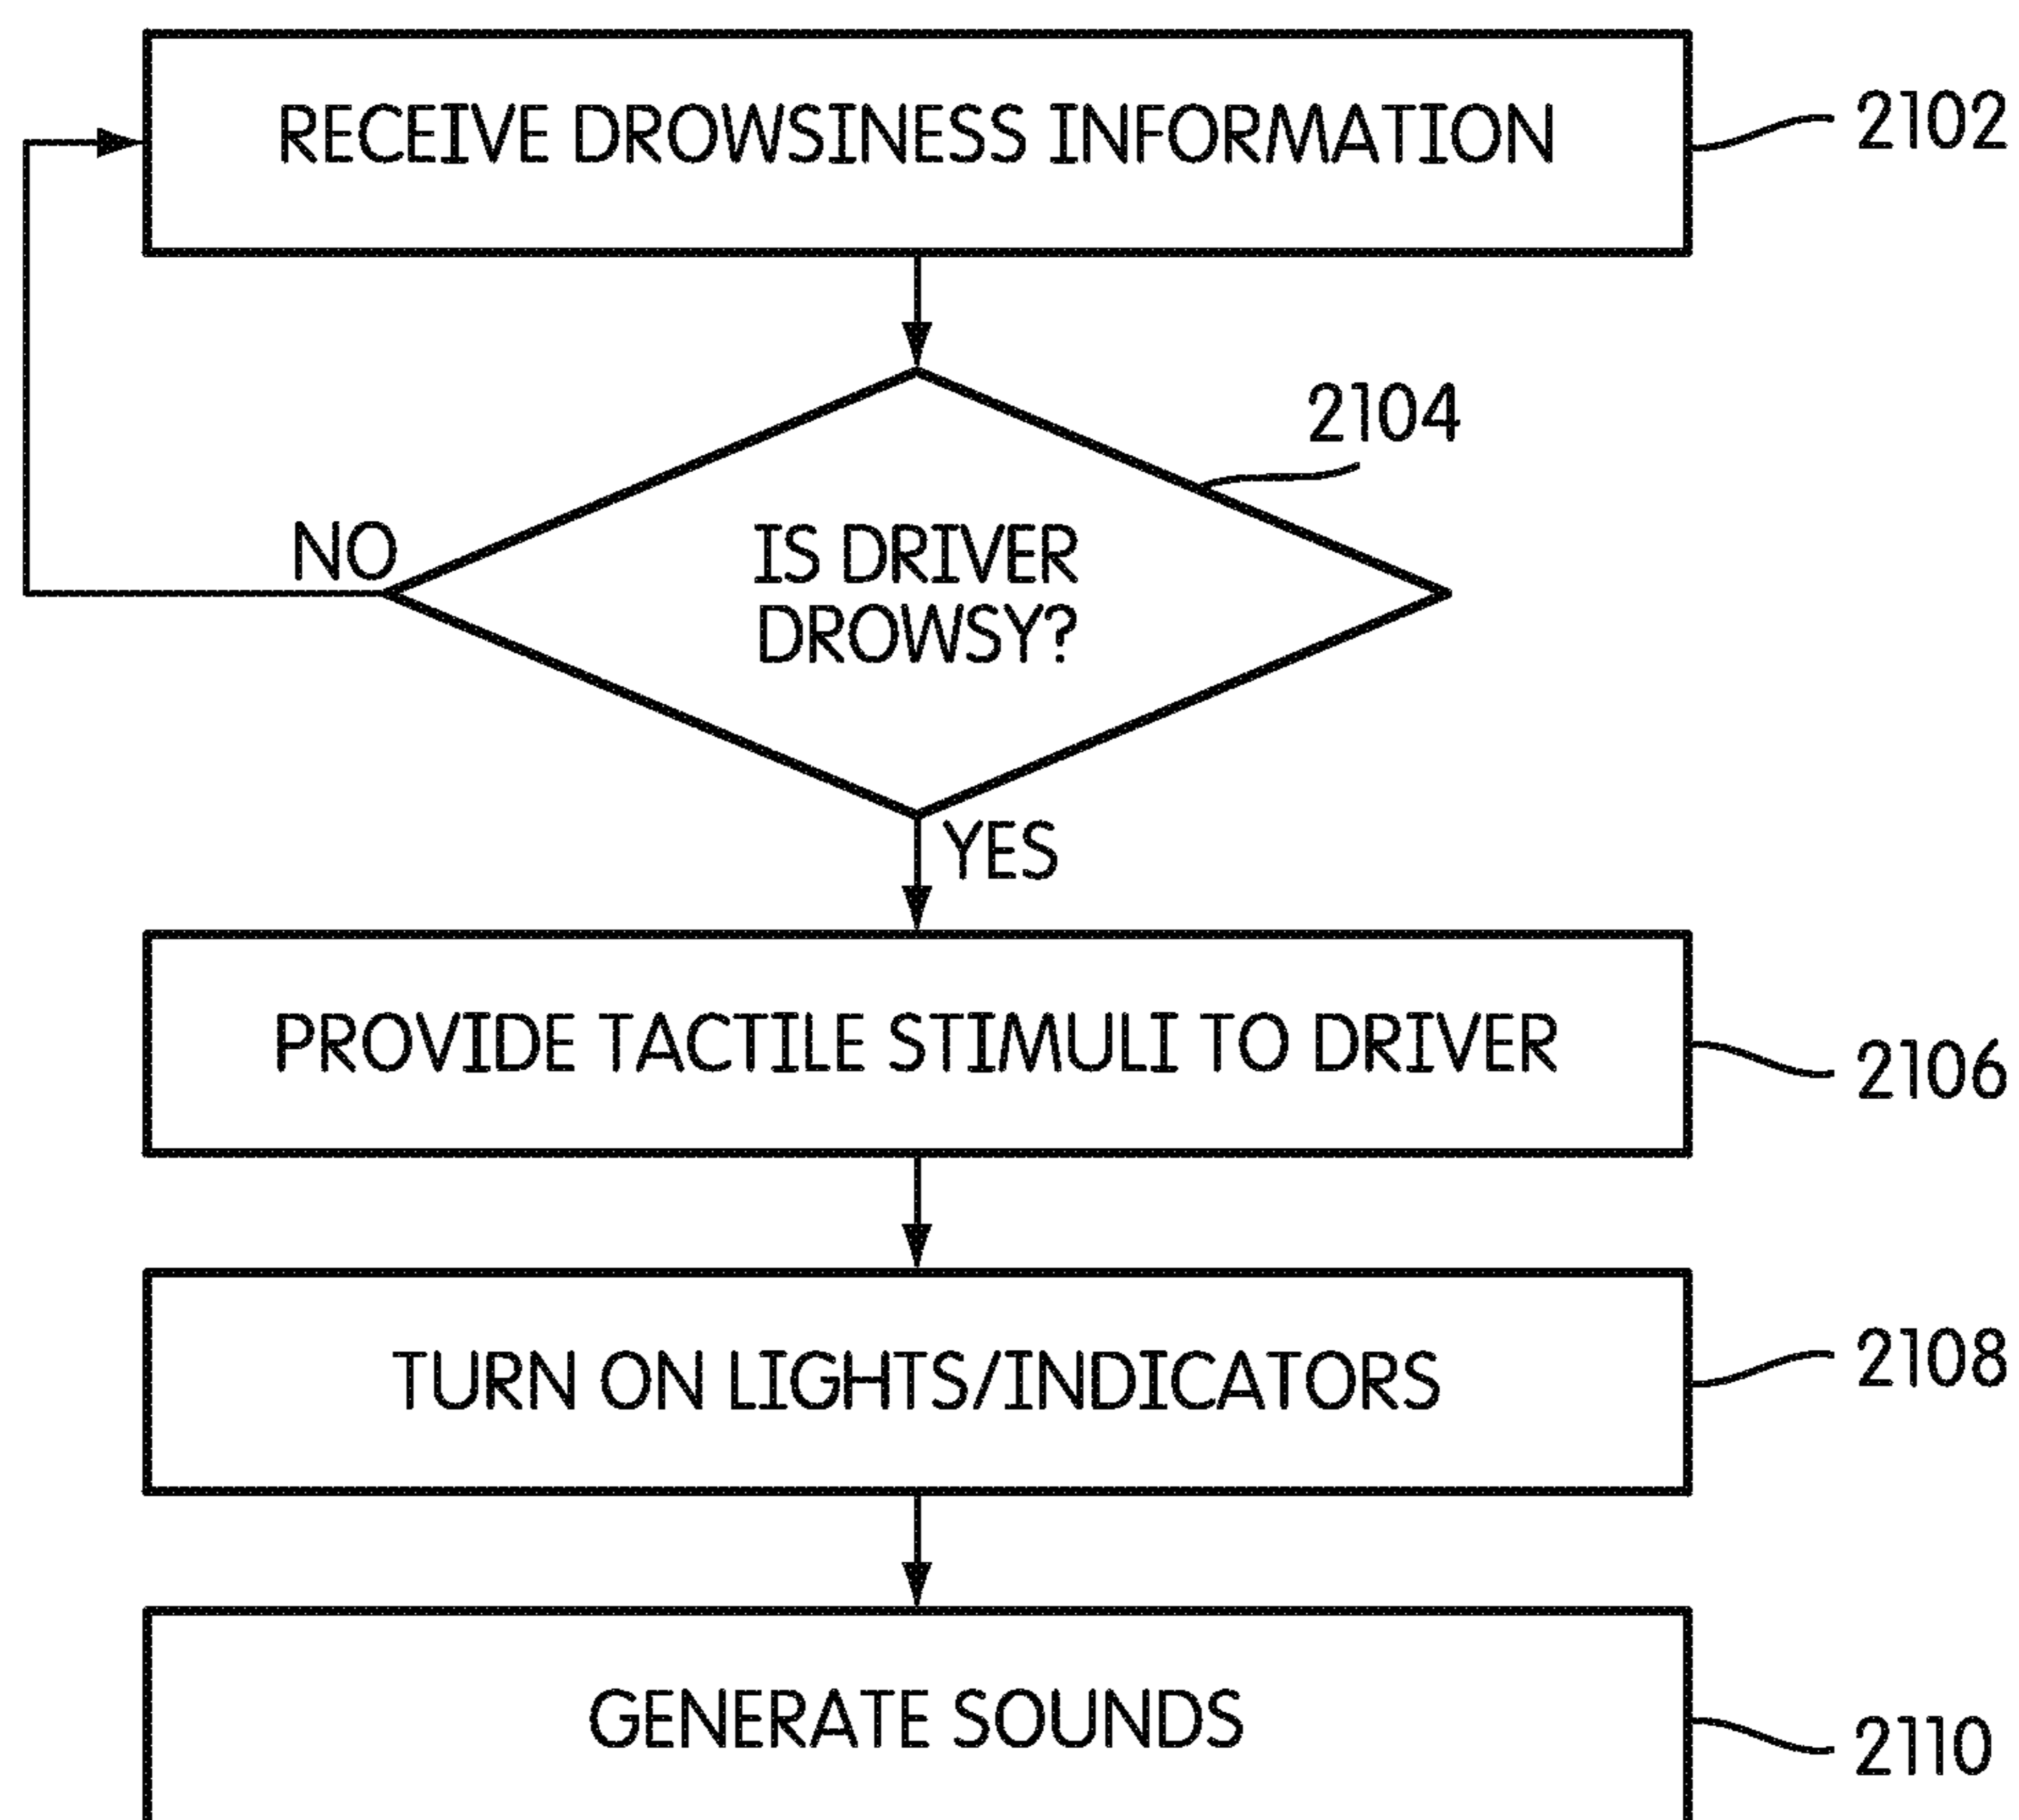 RECEIVE DROWSINESS INFORMATION
2102
2104
IS DRIVER
DROWSY?
NO
YES
PROVIDE TACTILE STIMULI TO DRIVER
2106
TURN ON LIGHTS/INDICATORS
2108
GENERATE SOUNDS
2110